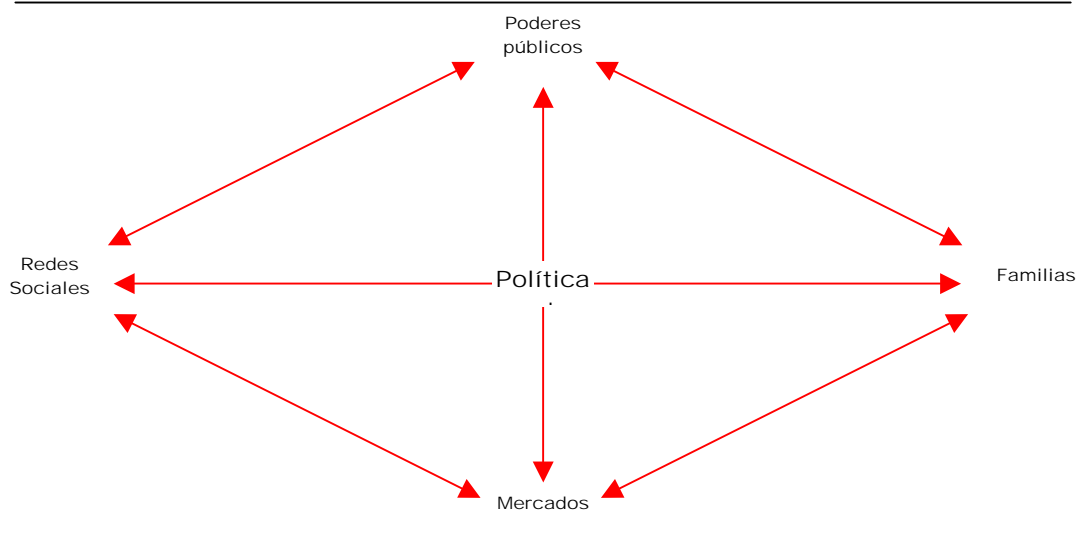 Poderes
públicos
Redes
Sociales
Política
.
Familias
Mercados